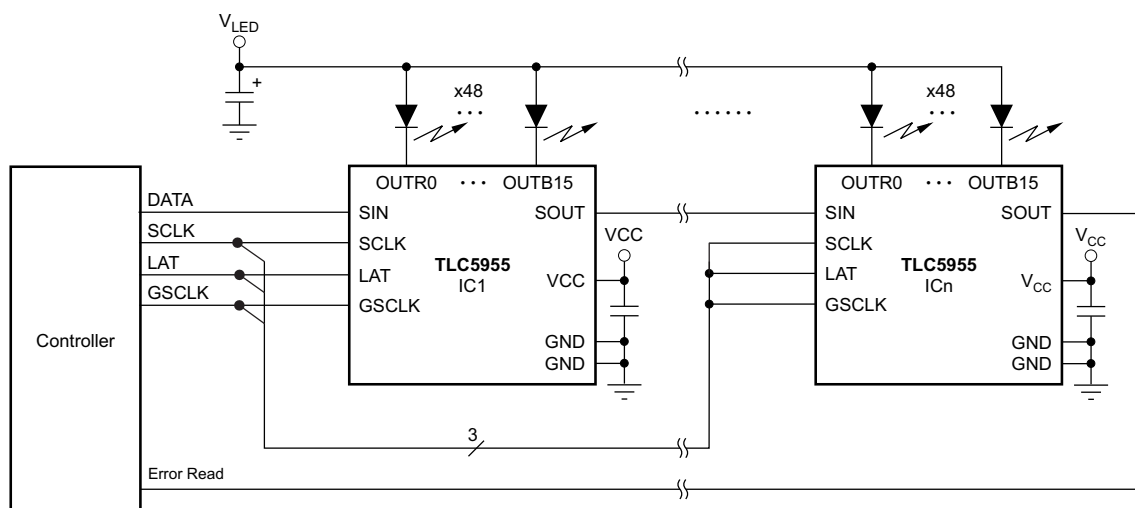 VLED
+
x48
...
......
x48
...
OUTR0 ... OUTB15
OUTR0 ... OUTB15
DATA
SIN
SOUT
SIN
SOUT
SCLK
SCLK
VCC
SCLK
VCC
LAT
LAT
TLC5955
IC1
VCC
LAT
TLC5955
ICn
VCC
GSCLK
GSCLK
GSCLK
Controller
GND
GND
GND
GND
3
Error Read